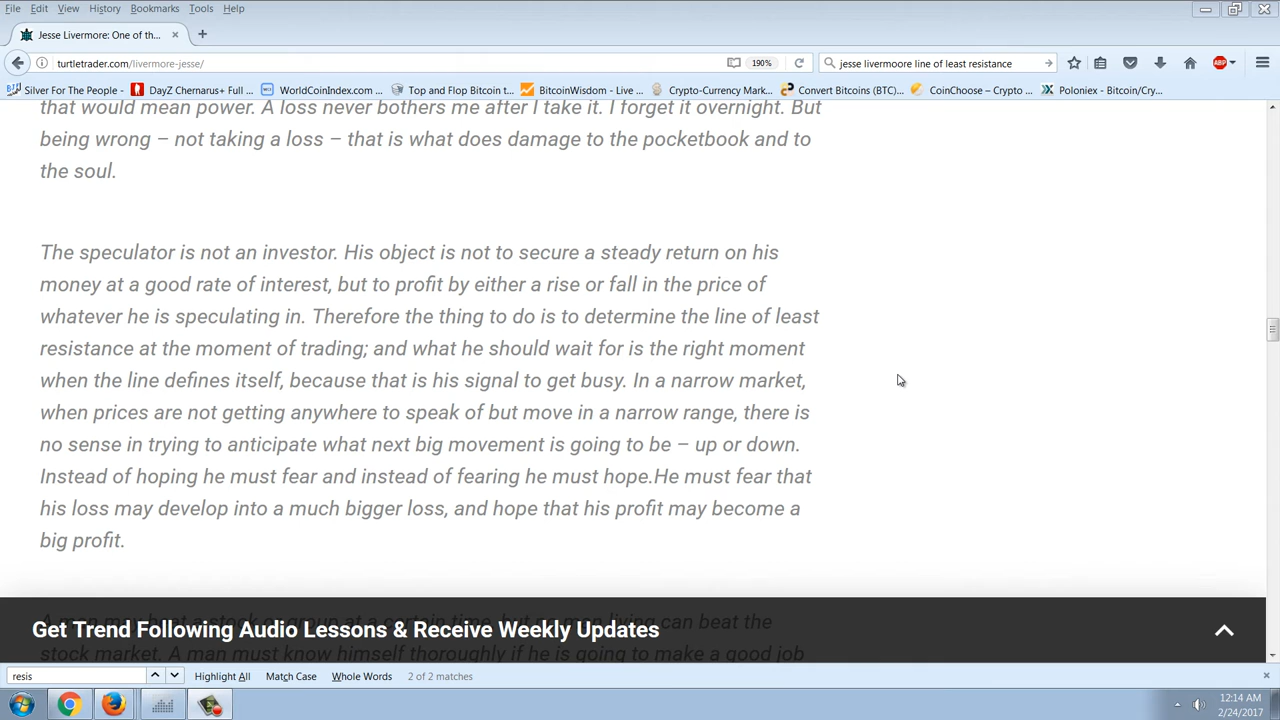 File Edit View History Bookmarks Tools Help
Jesse Livermore: One of th...
turtletrader.com/livermore-jesse/ 190% jesse livermoore line of least resistance
Silver For The People - DayZ Chernarus+ Full ... WorldCoinIndex.com ... Top and Flop Bitcoin t... BitcoinWisdom - Live ... Crypto-Currency Mark... Convert Bitcoins (BTC)... CoinChoose – Crypto ... Poloniex - Bitcoin/Cry...
that would mean power. A loss never bothers me after I take it. I forget it overnight. But
being wrong – not taking a loss – that is what does damage to the pocketbook and to
the soul.
The speculator is not an investor. His object is not to secure a steady return on his
money at a good rate of interest, but to profit by either a rise or fall in the price of
whatever he is speculating in. Therefore the thing to do is to determine the line of least
resistance at the moment of trading; and what he should wait for is the right moment
when the line defines itself, because that is his signal to get busy. In a narrow market,
when prices are not getting anywhere to speak of but move in a narrow range, there is
no sense in trying to anticipate what next big movement is going to be – up or down.
Instead of hoping he must fear and instead of fearing he must hope.He must fear that
his loss may develop into a much bigger loss, and hope that his profit may become a
big profit.
A man may beat a stock or group at a certain time, but no man living can beat the
Get Trend Following Audio Lessons & Receive Weekly Updates
stock market. A man must know himself thoroughly if he is going to make a good job
resis Highlight All Match Case Whole Words 2 of 2 matches
12:14 AM
2/24/2017